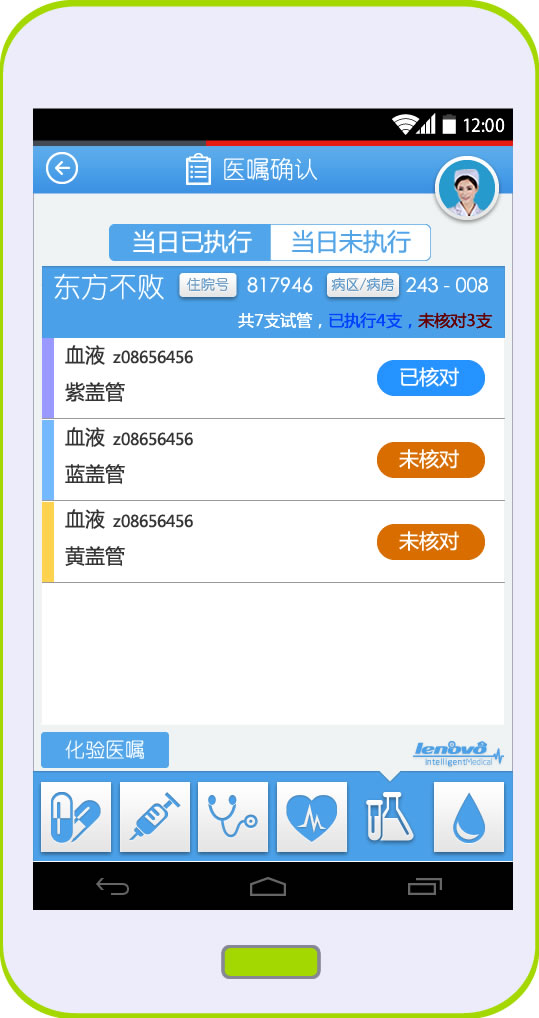 12:00
医嘱确认
当日已执行 当日未执行
东方不败 住院号 817946 病区/病房 243 - 008
共7支试管，已执行4支，未核对3支
血液 z08656456
紫盖管
已核对
血液 z08656456
蓝盖管
未核对
血液 z08656456
黄盖管
未核对
化验医嘱
lenovo
IntelligentMedical